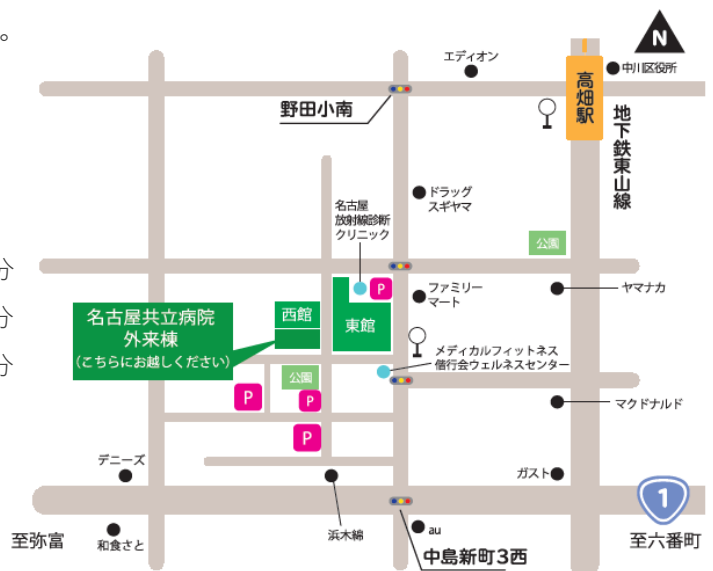 。
エディオン
N
中川区役所
高畑駅
地下鉄東山線
野田小南
名古屋
放射線診断
クリニック
ドラッグ
スギヤマ
公園
分
分
分
P
ファミリー
マート
ヤマナカ
名古屋共立病院
外来棟
(こちらにお越しください)
西館
東館
メディカルフィットネス
偕行会ウェルネスセンター
公園
P
P
P
マクドナルド
デニーズ
ガスト
1
至弥富
和食さと
浜木綿
au
中島新町3西
至六番町